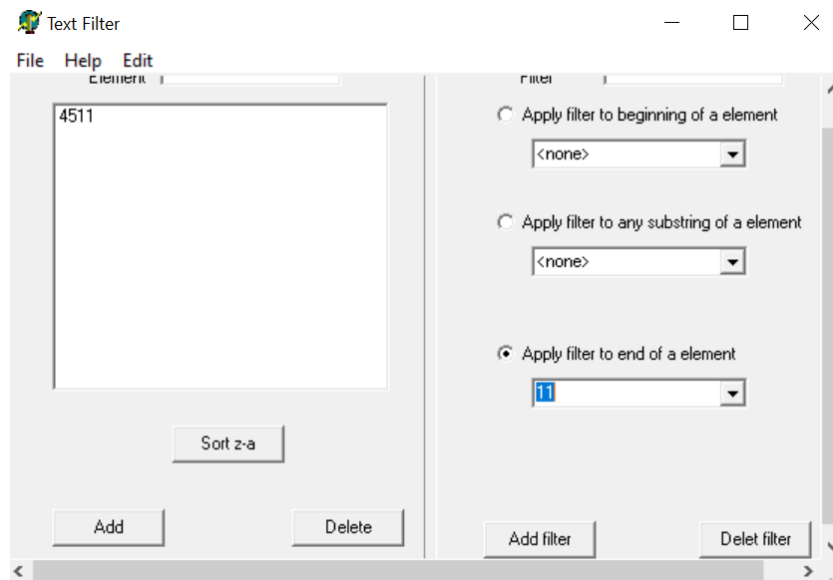 Text Filter
File Help Edit
Element
4511
Sort z-a
Add
Delete
Filter
Apply filter to beginning of a element
<none>
Apply filter to any substring of a element
<none>
Apply filter to end of a element
11
Add filter
Delet filter